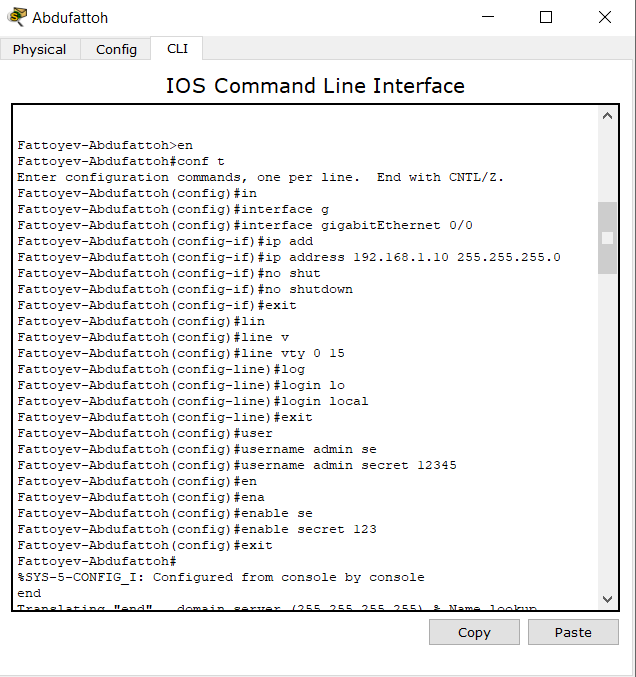 Abdufattoh
Physical Config CLI
IOS Command Line Interface
Fattoyev-Abdufattoh>en
Fattoyev-Abdufattoh#conf t
Enter configuration commands, one per line.  End with CNTL/Z.
Fattoyev-Abdufattoh(config)#in
Fattoyev-Abdufattoh(config)#interface g
Fattoyev-Abdufattoh(config)#interface gigabitEthernet 0/0
Fattoyev-Abdufattoh(config-if)#ip add
Fattoyev-Abdufattoh(config-if)#ip address 192.168.1.10 255.255.255.0
Fattoyev-Abdufattoh(config-if)#no shut
Fattoyev-Abdufattoh(config-if)#no shutdown
Fattoyev-Abdufattoh(config-if)#exit
Fattoyev-Abdufattoh(config)#lin
Fattoyev-Abdufattoh(config)#line v
Fattoyev-Abdufattoh(config)#line vty 0 15
Fattoyev-Abdufattoh(config-line)#log
Fattoyev-Abdufattoh(config-line)#login lo
Fattoyev-Abdufattoh(config-line)#login local
Fattoyev-Abdufattoh(config-line)#exit
Fattoyev-Abdufattoh(config)#user
Fattoyev-Abdufattoh(config)#username admin se
Fattoyev-Abdufattoh(config)#username admin secret 12345
Fattoyev-Abdufattoh(config)#en
Fattoyev-Abdufattoh(config)#ena
Fattoyev-Abdufattoh(config)#enable se
Fattoyev-Abdufattoh(config)#enable secret 123
Fattoyev-Abdufattoh(config)#exit
Fattoyev-Abdufattoh#
%SYS-5-CONFIG_I: Configured from console by console
end
Translating "end"...domain server (255.255.255.255) % Name lookup
Copy Paste